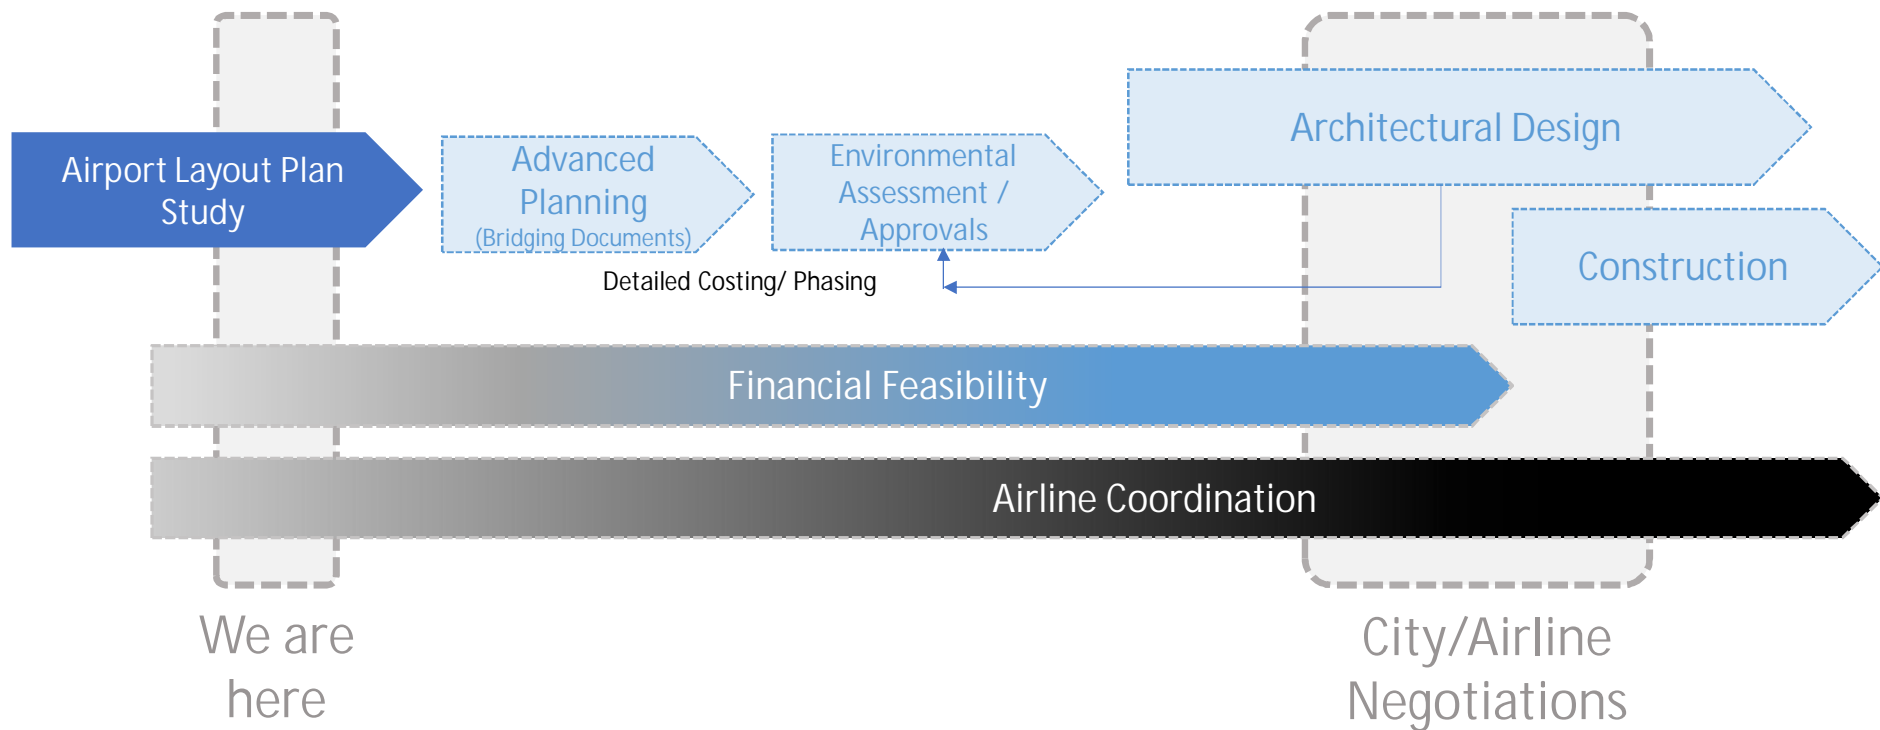 Airport Layout Plan
Study
Advanced
Planning
(Bridging Documents)
Environmental
Assessment /
Approvals
Architectural Design
Construction
Detailed Costing/ Phasing
Financial Feasibility
Airline Coordination
We are
here
City/Airline
Negotiations